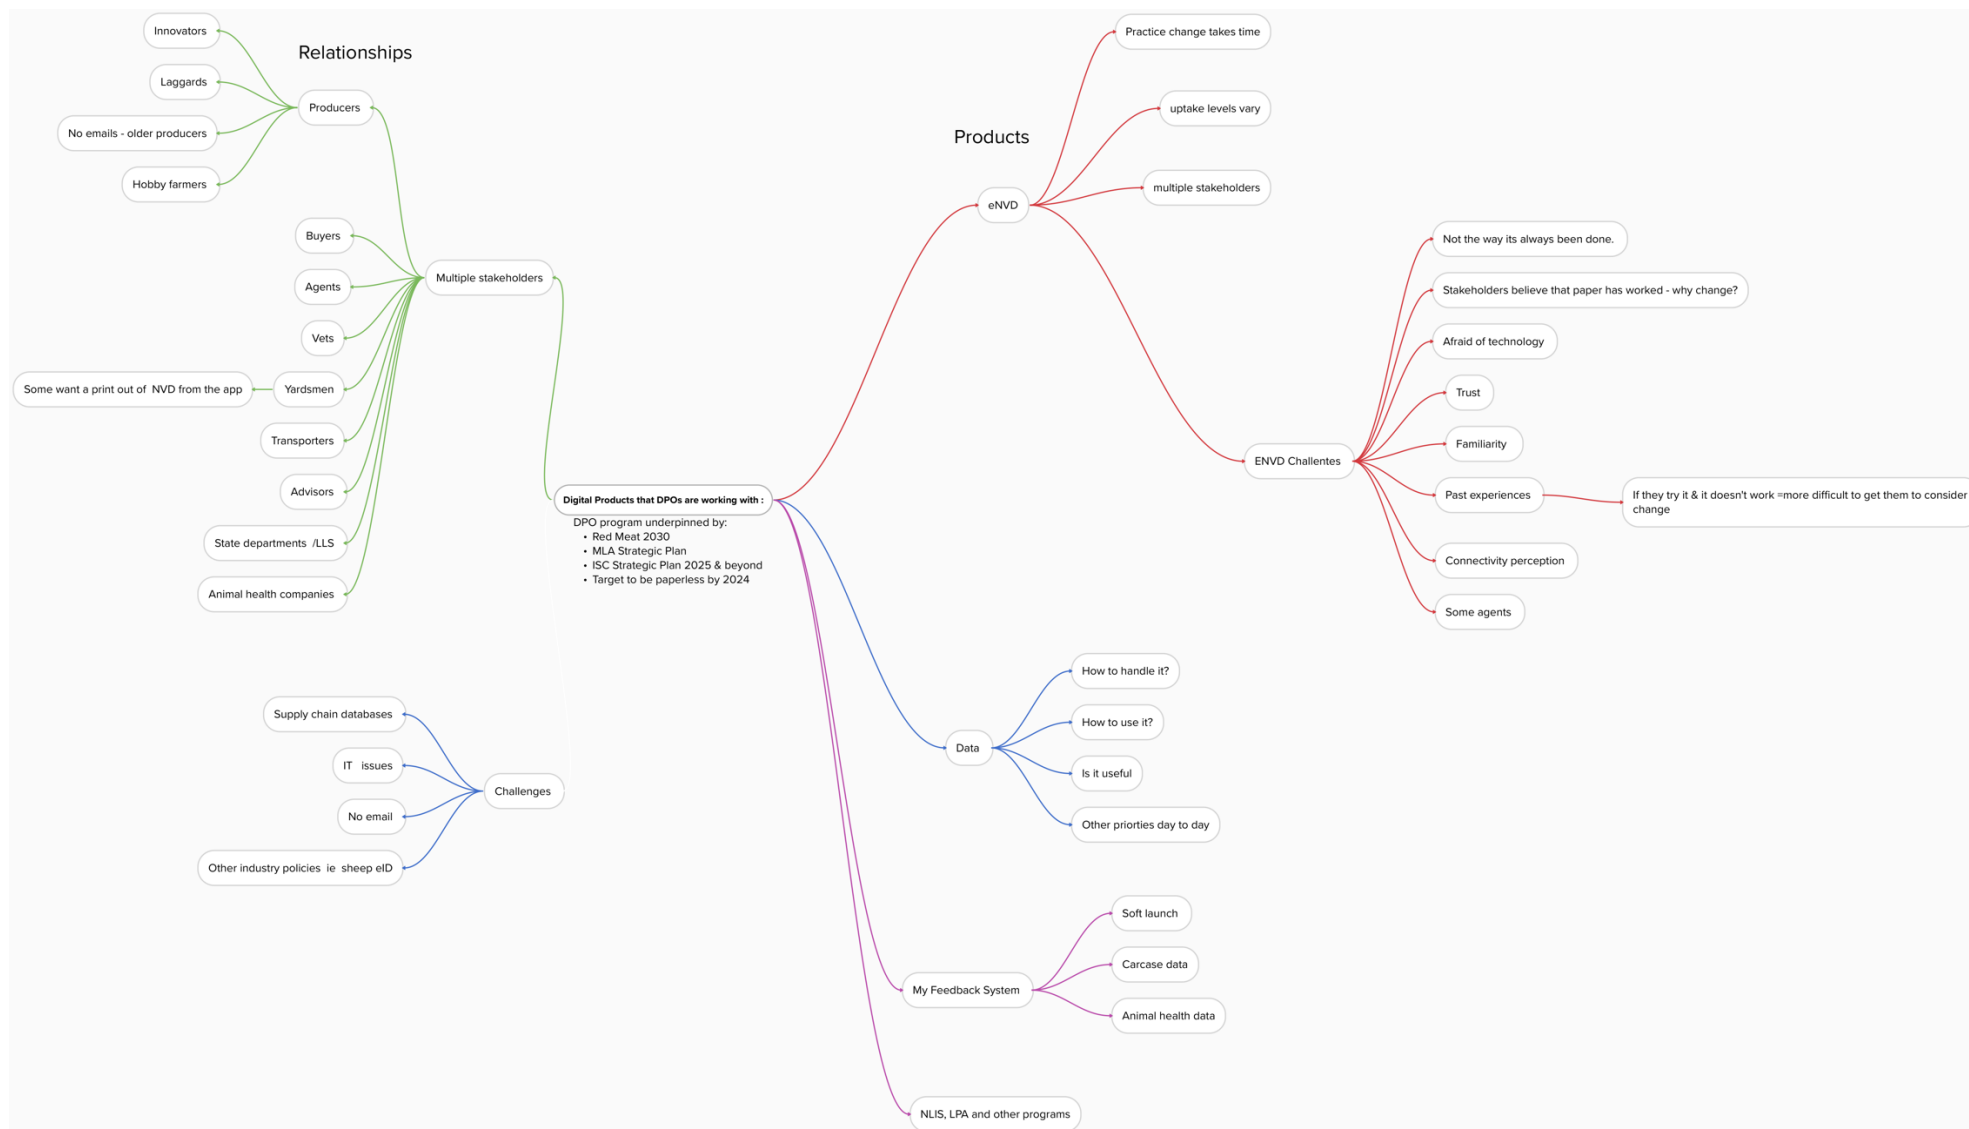 Relationships
Innovators
Laggards
No emails - older producers
Hobby farmers
Producers
Buyers
Agents
Vets
Some want a print out of NVD from the app
Yardsmen
Transporters
Advisors
State departments /LLS
Animal health companies
Multiple stakeholders
Supply chain databases
IT issues
No email
Other industry policies ie sheep eID
Challenges
Digital Products that DPOs are working with :
DPO program underpinned by:
• Red Meat 2030
• MLA Strategic Plan
• ISC Strategic Plan 2025 & beyond
• Target to be paperless by 2024
Products
eNVD
Practice change takes time
uptake levels vary
multiple stakeholders
ENVD Challentes
Not the way its always been done.
Stakeholders believe that paper has worked - why change?
Afraid of technology
Trust
Familiarity
Past experiences
If they try it & it doesn't work =more difficult to get them to consider
change
Connectivity perception
Some agents
Data
How to handle it?
How to use it?
Is it useful
Other priorties day to day
My Feedback System
Soft launch
Carcase data
Animal health data
NLIS, LPA and other programs